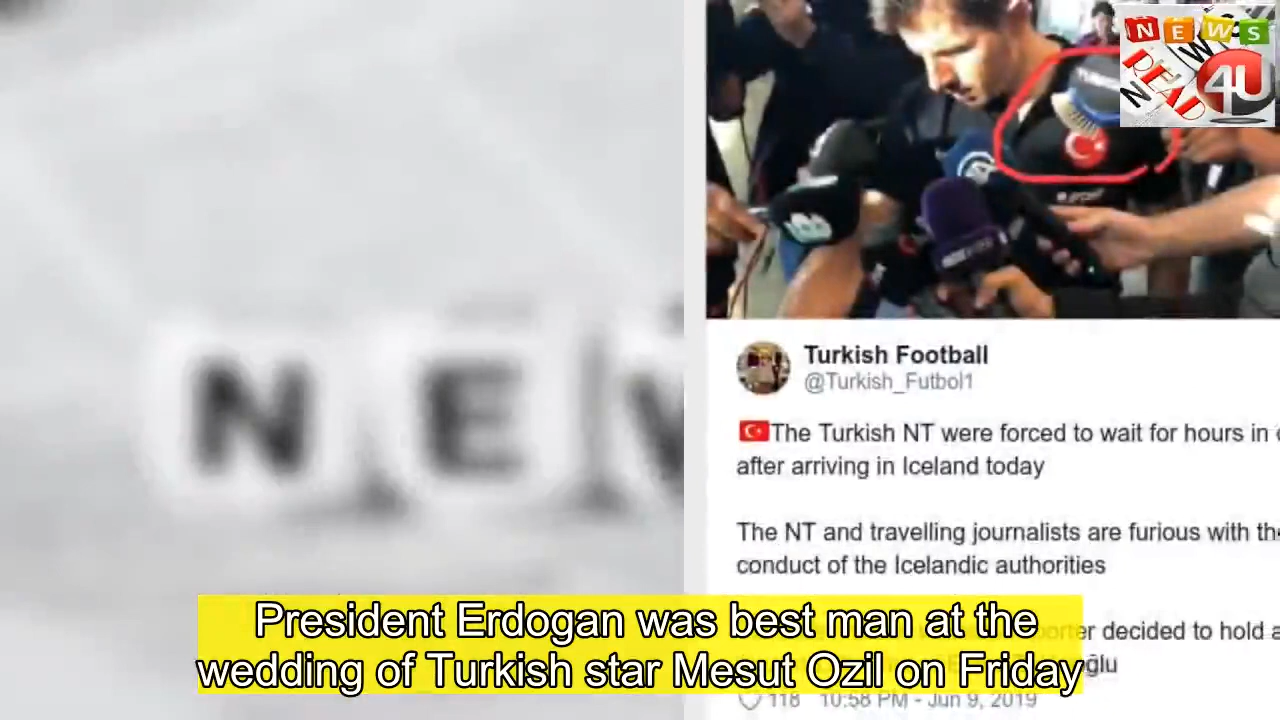 NEWS
READ
4U
N E
Turkish Football
@Turkish_Futbol1
🇹🇷The Turkish NT were forced to wait for hours in
after arriving in Iceland today
The NT and travelling journalists are furious with the
conduct of the Icelandic authorities
decided to hold a
President Erdogan was best man at the
wedding of Turkish star Mesut Ozil on Friday
118 10:58 PM - Jun 9, 2019